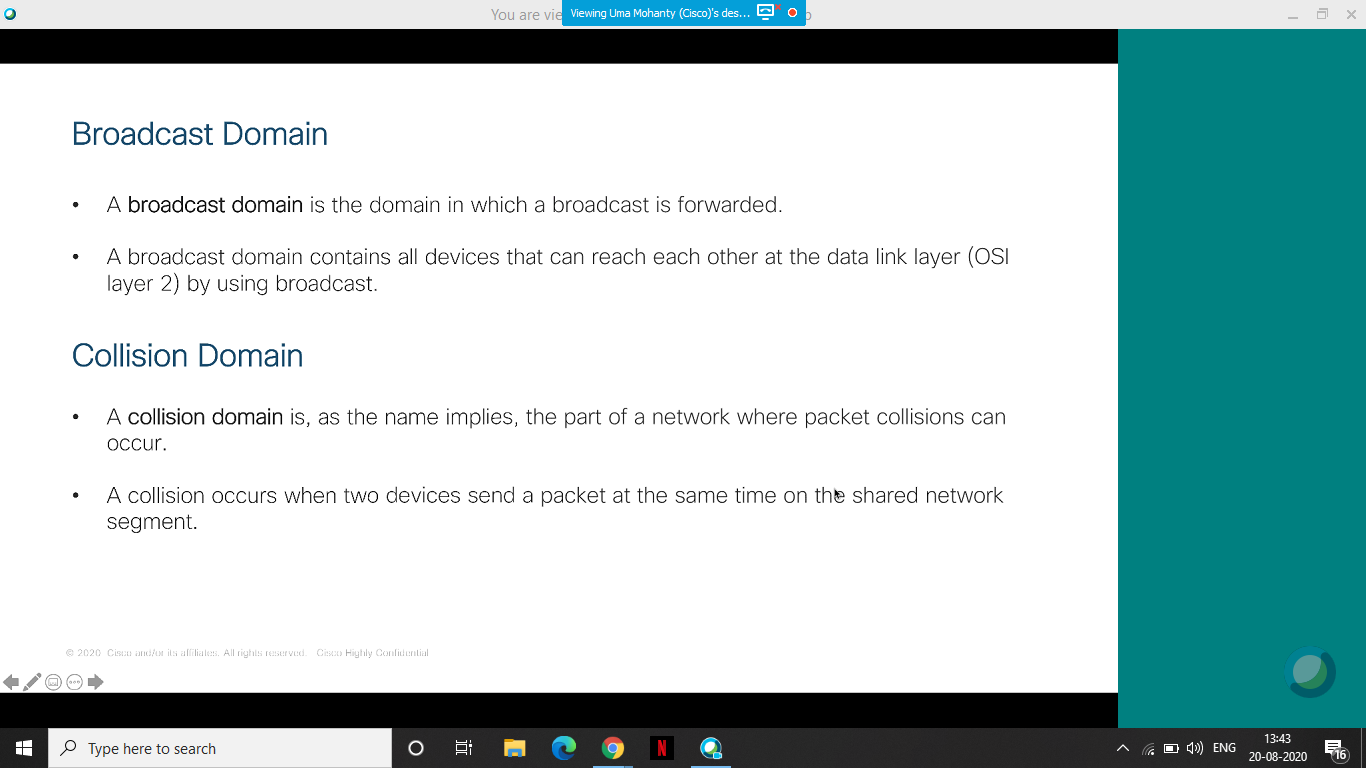 You are vie
Viewing Uma Mohanty (Cisco)'s des...
Broadcast Domain
• A broadcast domain is the domain in which a broadcast is forwarded.
• A broadcast domain contains all devices that can reach each other at the data link layer (OSI
layer 2) by using broadcast.
Collision Domain
• A collision domain is, as the name implies, the part of a network where packet collisions can
occur.
• A collision occurs when two devices send a packet at the same time on the shared network
segment.
© 2020 Cisco and/or its affiliates. All rights reserved. Cisco Highly Confidential
Type here to search
N
ENG
13:43
20-08-2020
16